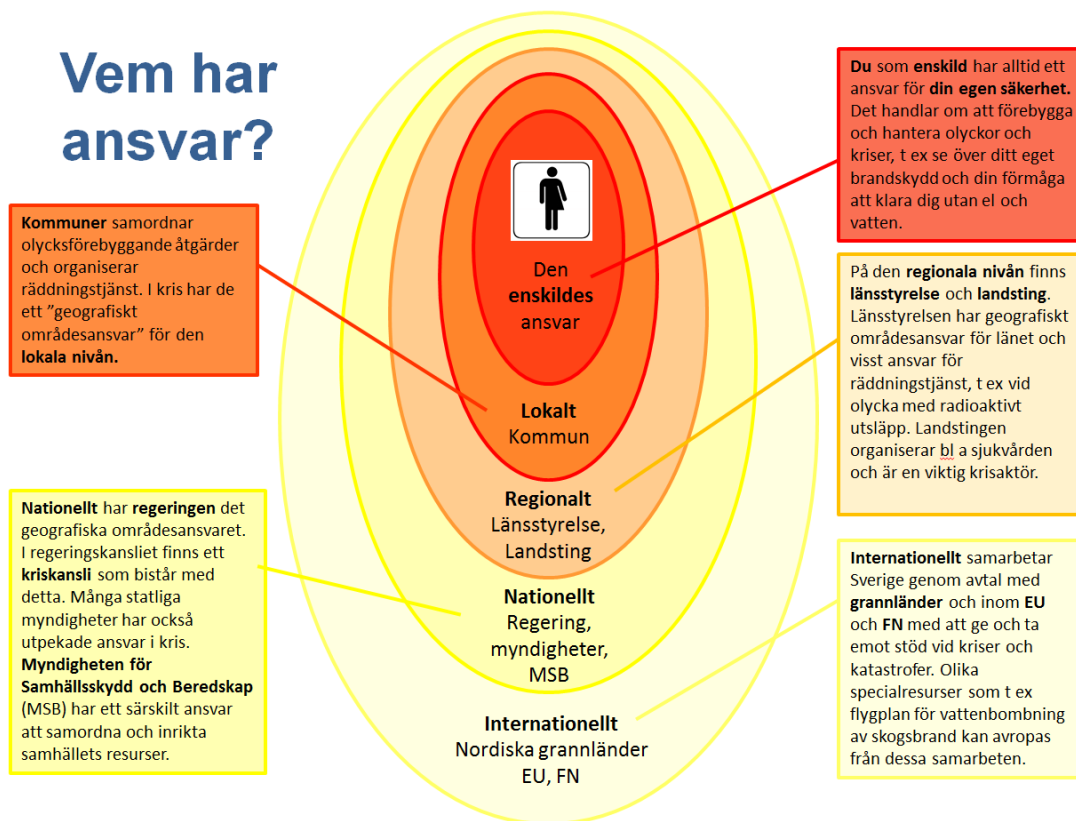 Vem har
ansvar?
Kommuner samordnar
olycksförebyggande åtgärder
och organiserar
räddningstjänst. I kris har de
ett ”geografiskt
områdesansvar” för den
lokala nivån.
Nationellt har regeringen det
geografiska områdesansvaret.
I regeringskansliet finns ett
kriskansli som bistår med
detta. Många statliga
myndigheter har också
utpekade ansvar i kris.
Myndigheten för
Samhällsskydd och Beredskap
(MSB) har ett särskilt ansvar
att samordna och inrikta
samhällets resurser.
Den
enskildes
ansvar
Lokalt
Kommun
Regionalt
Länsstyrelse,
Landsting
Nationellt
Regering,
myndigheter,
MSB
Internationellt
Nordiska grannländer
EU, FN
Du som enskild har alltid ett
ansvar för din egen säkerhet.
Det handlar om att förebygga
och hantera olyckor och
kriser, t ex se över ditt eget
brandskydd och din förmåga
att klara dig utan el och
vatten.
På den regionala nivån finns
länsstyrelse och landsting.
Länsstyrelsen har geografiskt
områdesansvar för länet och
visst ansvar för
räddningstjänst, t ex vid
olycka med radioaktivt
utsläpp. Landstingen
organiserar bl a sjukvården
och är en viktig krisaktör.
Internationellt samarbetar
Sverige genom avtal med
grannländer och inom EU
och FN med att ge och ta
emot stöd vid kriser och
katastrofer. Olika
specialresurser som t ex
flygplan för vattenbombning
av skogsbrand kan avropas
från dessa samarbeten.